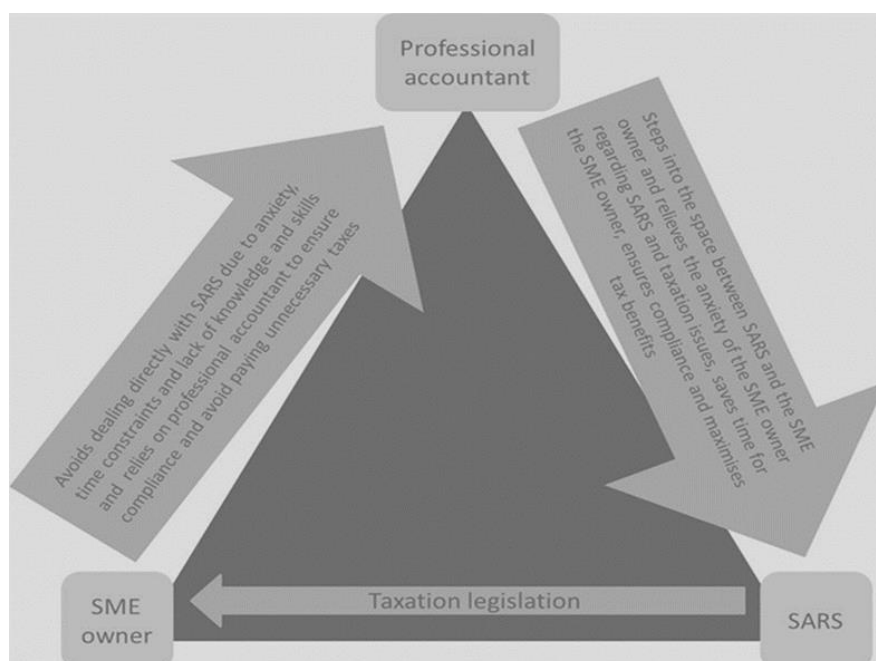 Professional
accountant
Avoids dealing directly with SARS due to anxiety,
time constraints and lack of knowledge and skills
and relies on professional accountant to ensure
compliance and avoid paying unnecessary taxes
Steps into the space between SARS and the SME
owner and relieves the anxiety of the SME owner
regarding SARS and taxation issues, saves time for
the SME owner, ensures compliance and maximises
tax benefits
SME
owner
Taxation legislation
SARS